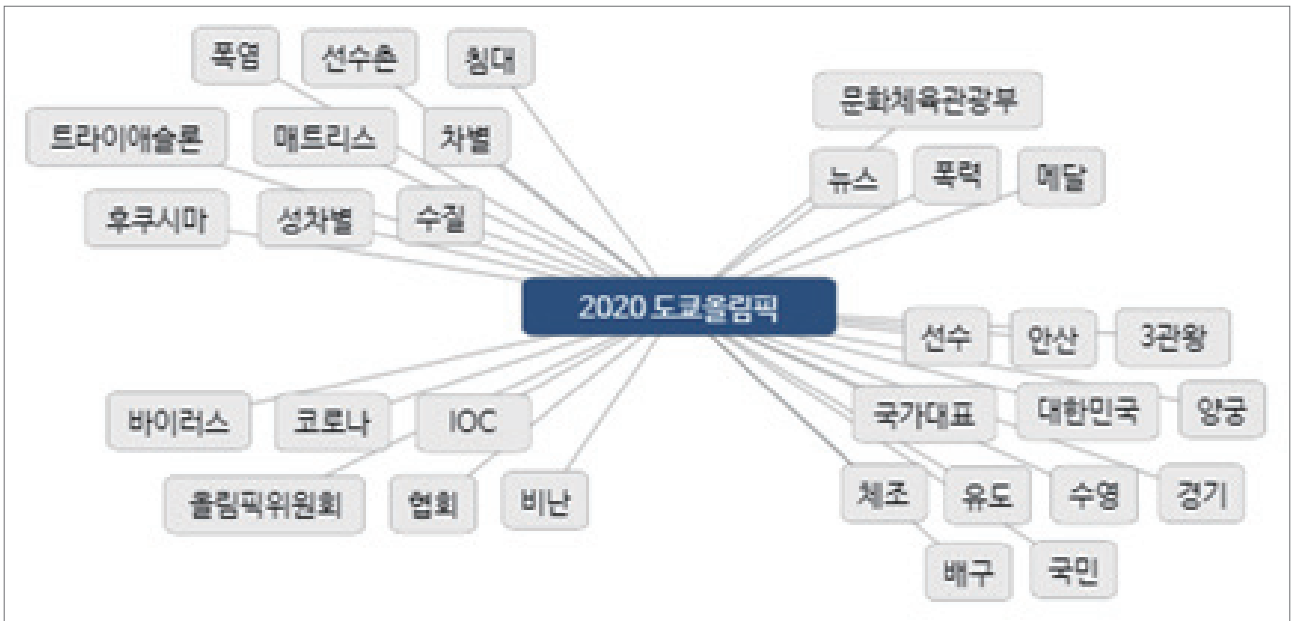 폭염 선수촌 침대
트라이애슬론 매트리스 차별
후쿠시마 성차별 수질
문화체육관광부
뉴스 폭력 메달
2020 도쿄올림픽
선수 안산 3관왕
국가대표 대한민국 양궁
체조 유도 수영 경기
배구 국민
바이러스 코로나 IOC
올림픽위원회 협회 비난